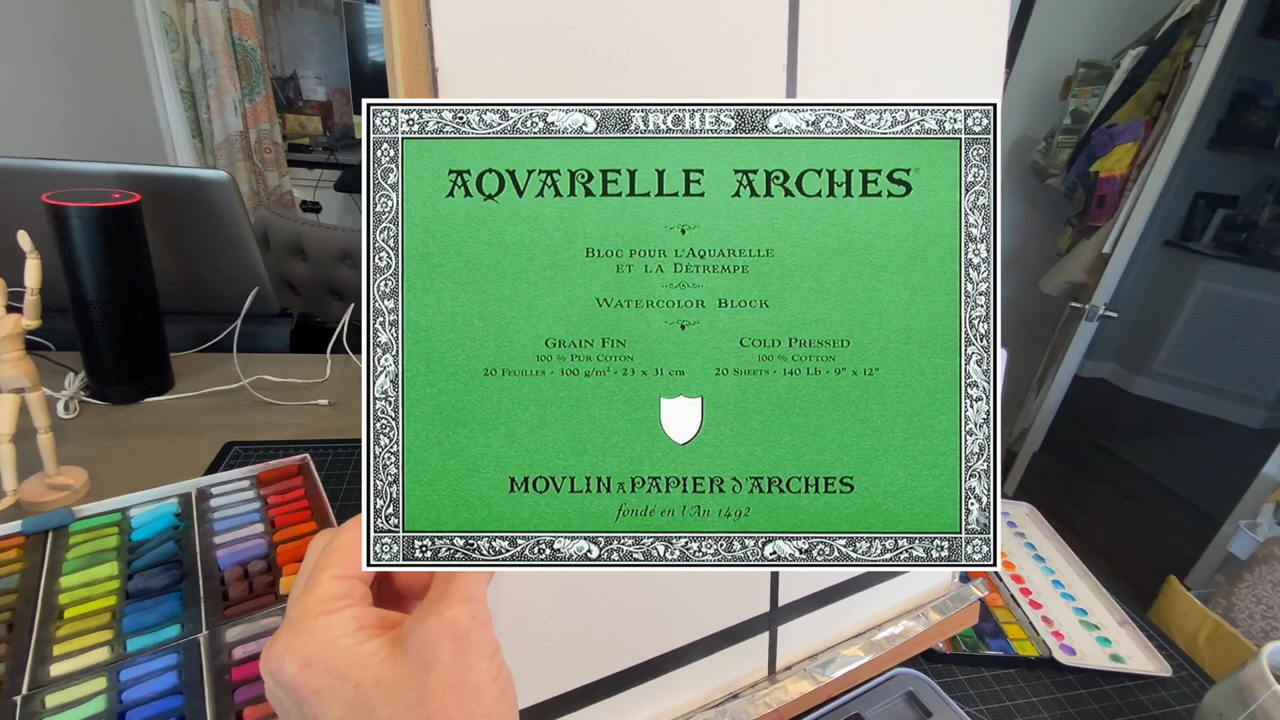 ARCHES
AQVARELLE ARCHES®
BLOC POUR L'AQUARELLE
ET LA DÉTREMPE
WATERCOLOR BLOCK
GRAIN FIN
100 % PUR COTON
20 FEUILLES - 300 g/m² - 23 x 31 cm
COLD PRESSED
100 % COTTON
20 SHEETS - 140 Lb - 9" x 12"
MOVLIN A PAPIER d'ARCHES
fondé en l'An 1492